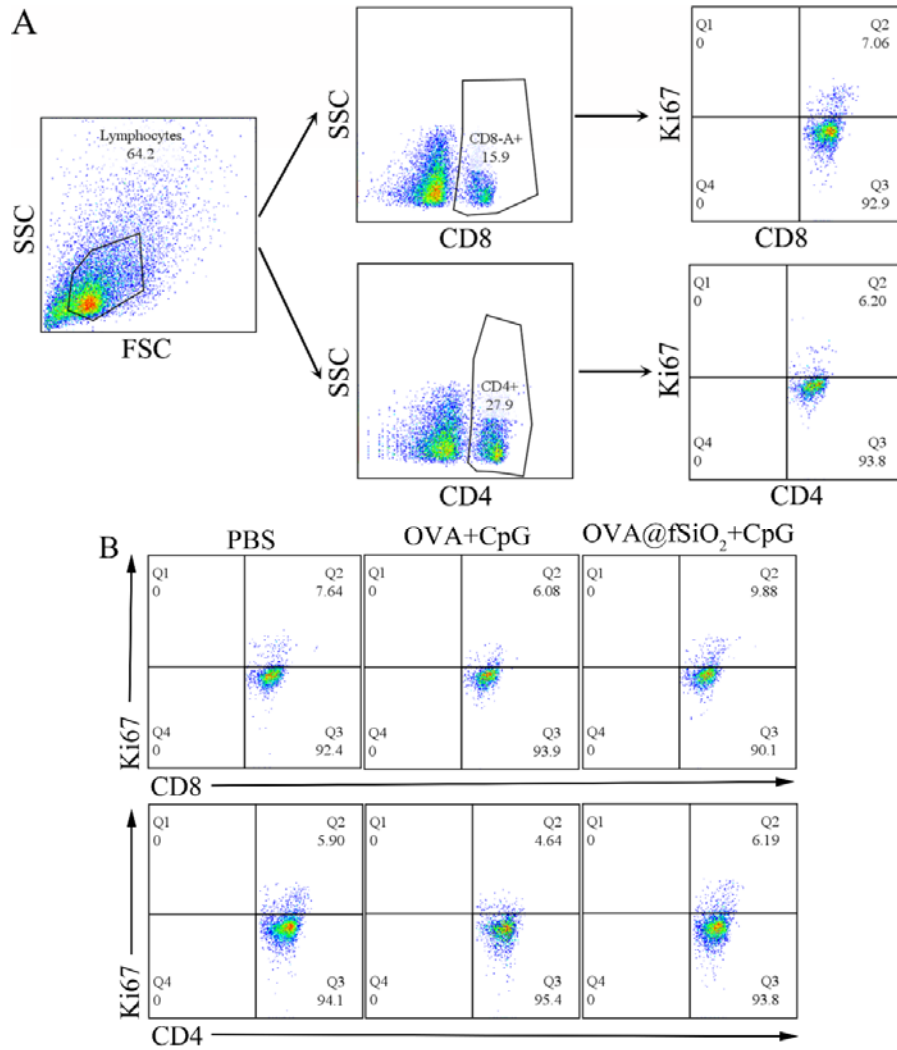 A
SSC
Lymphocytes
64.2
FSC
SSC
CD8-A+
15.9
CD8
Ki67
Q1
0
Q2
7.06
Q4
0
Q3
92.9
CD8
SSC
CD4+
27.9
CD4
Ki67
Q1
0
Q2
6.20
Q4
0
Q3
93.8
CD4
B
PBS
OVA+CpG
OVA@fSiO₂+CpG
Ki67
Q1
0
Q2
7.64
Q4
0
Q3
92.4
Q1
0
Q2
6.08
Q4
0
Q3
93.9
Q1
0
Q2
9.88
Q4
0
Q3
90.1
CD8
Ki67
Q1
0
Q2
5.90
Q4
0
Q3
94.1
Q1
0
Q2
4.64
Q4
0
Q3
95.4
Q1
0
Q2
6.19
Q4
0
Q3
93.8
CD4